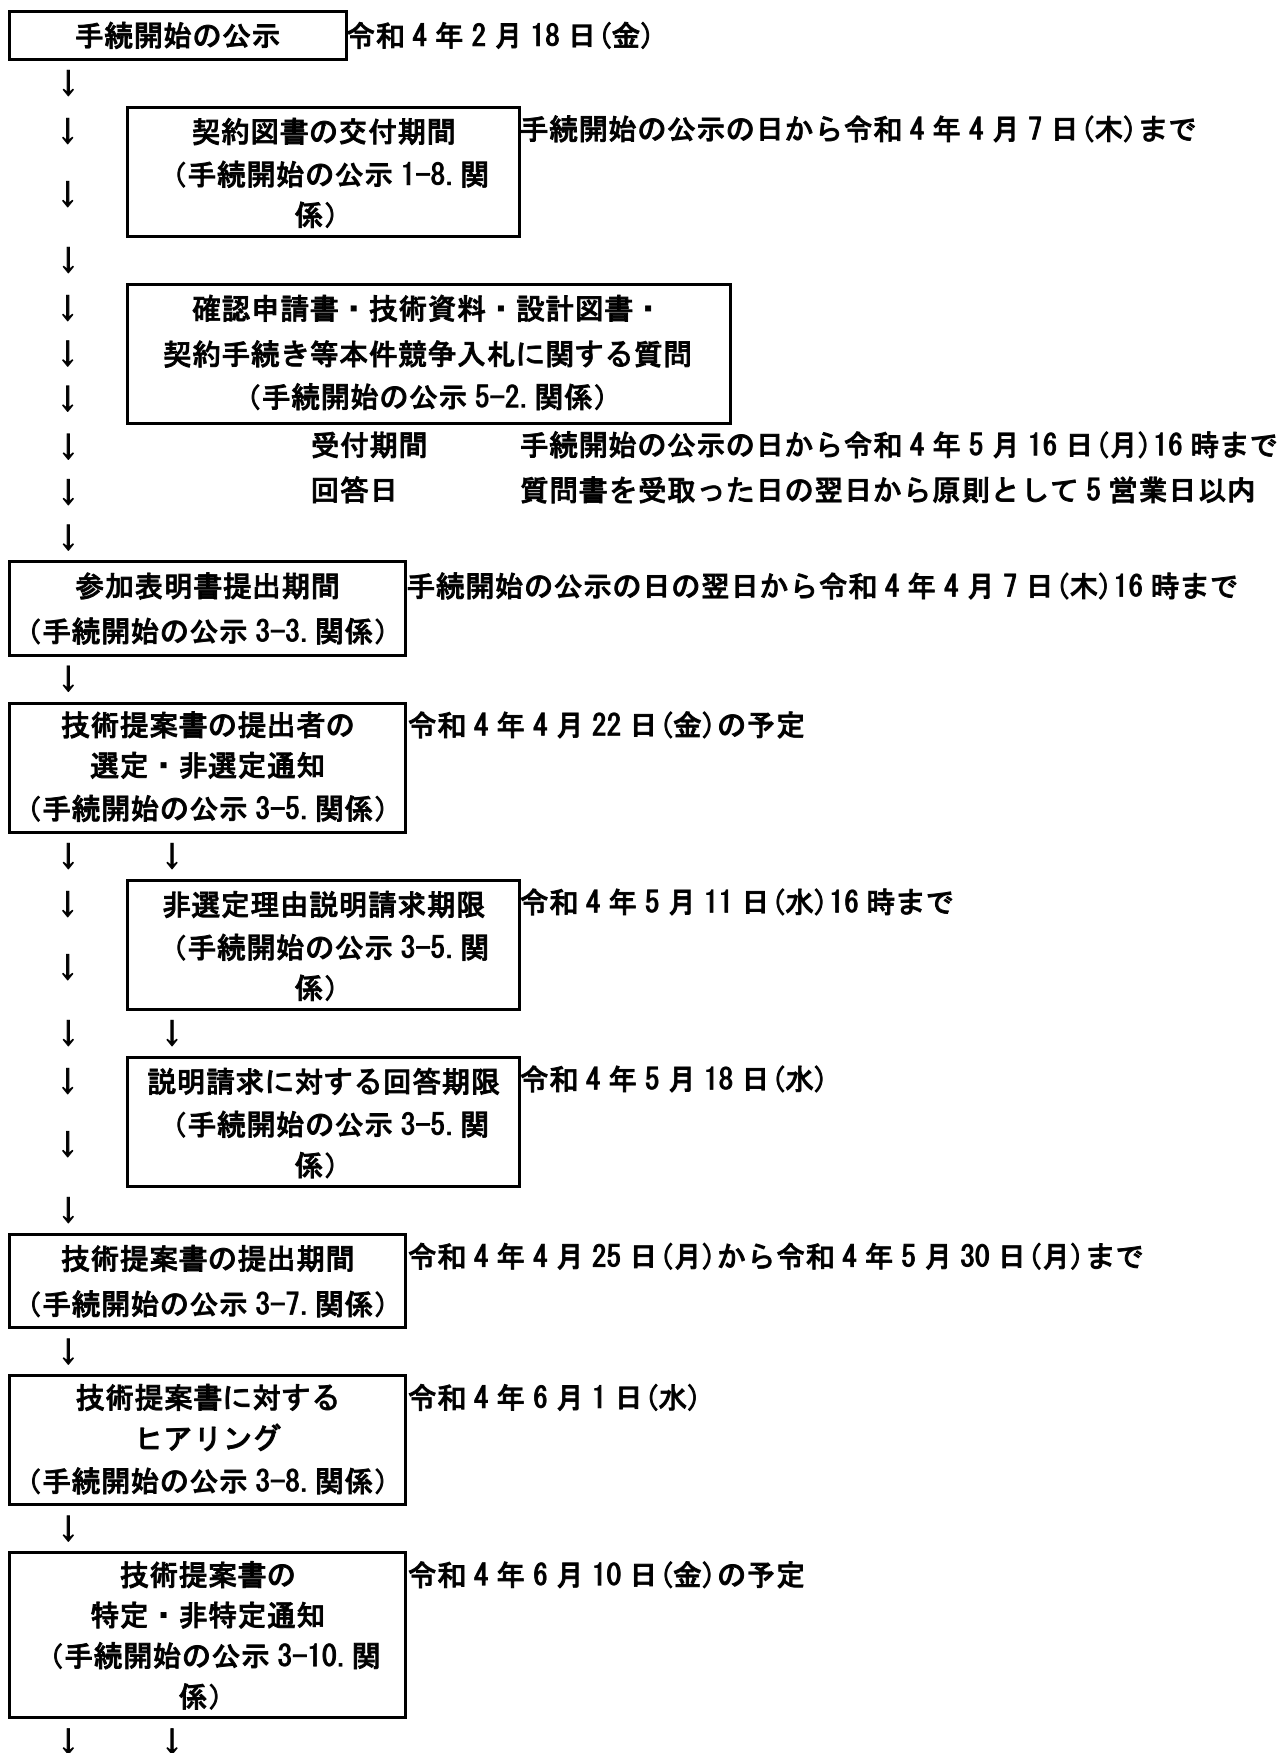 手続開始の公示 令和4年2月18日(金)
↓
↓ 契約図書の交付期間 手続開始の公示の日から令和4年4月7日(木)まで
(手続開始の公示1-8.関
↓
係)
↓
↓ 確認申請書・技術資料・設計図書・
↓ 契約手続き等本件競争入札に関する質問
↓ (手続開始の公示5-2.関係)
↓ 受付期間 手続開始の公示の日から令和4年5月16日(月)16時まで
↓ 回答日 質問書を受取った日の翌日から原則として5営業日以内
↓
参加表明書提出期間 手続開始の公示の日の翌日から令和4年4月7日(木)16時まで
(手続開始の公示3-3.関係)
↓
技術提案書の提出者の 令和4年4月22日(金)の予定
選定・非選定通知
(手続開始の公示3-5.関係)
↓ ↓
↓ 非選定理由説明請求期限 令和4年5月11日(水)16時まで
(手続開始の公示3-5.関
↓
係)
↓ ↓
↓ 説明請求に対する回答期限 令和4年5月18日(水)
(手続開始の公示3-5.関
↓
係)
↓
技術提案書の提出期間 令和4年4月25日(月)から令和4年5月30日(月)まで
(手続開始の公示3-7.関係)
↓
技術提案書に対する 令和4年6月1日(水)
ヒアリング
(手続開始の公示3-8.関係)
↓
技術提案書の 令和4年6月10日(金)の予定
特定・非特定通知
(手続開始の公示3-10.関
係)
↓ ↓